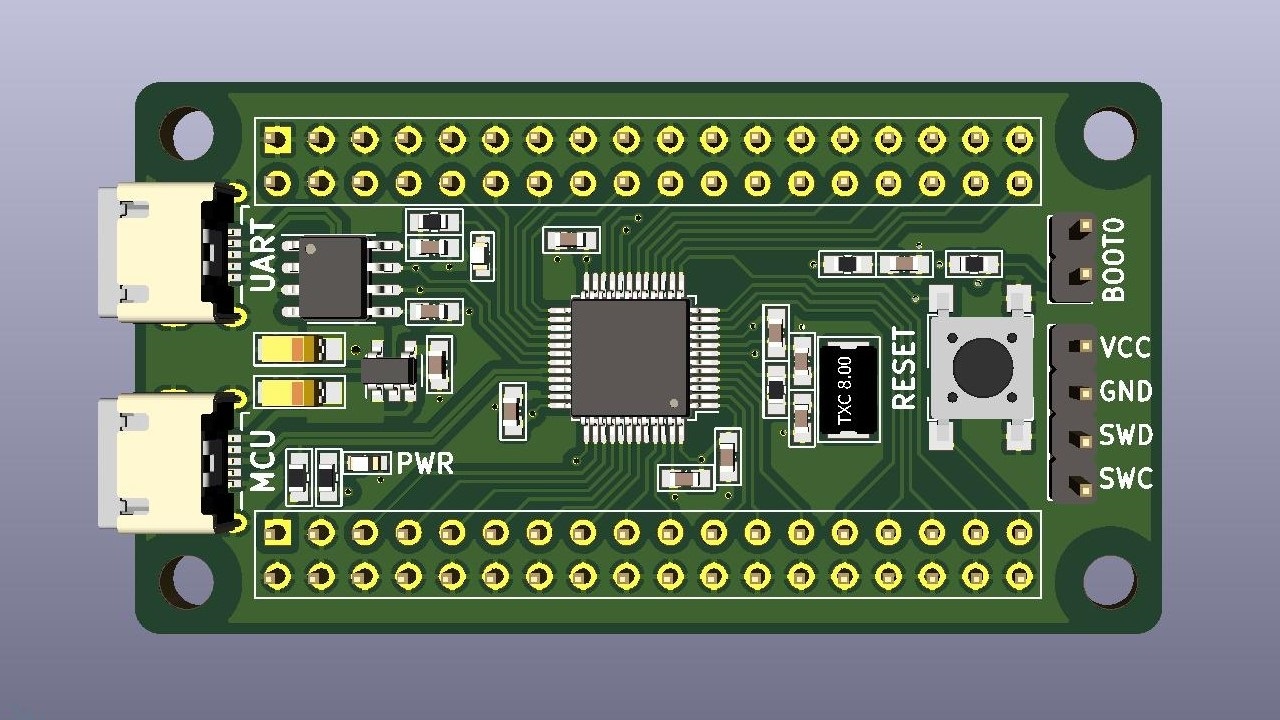 UART
BOOT0
RESET
TXC 8.00
VCC
GND
SWD
SWC
MCU
PWR